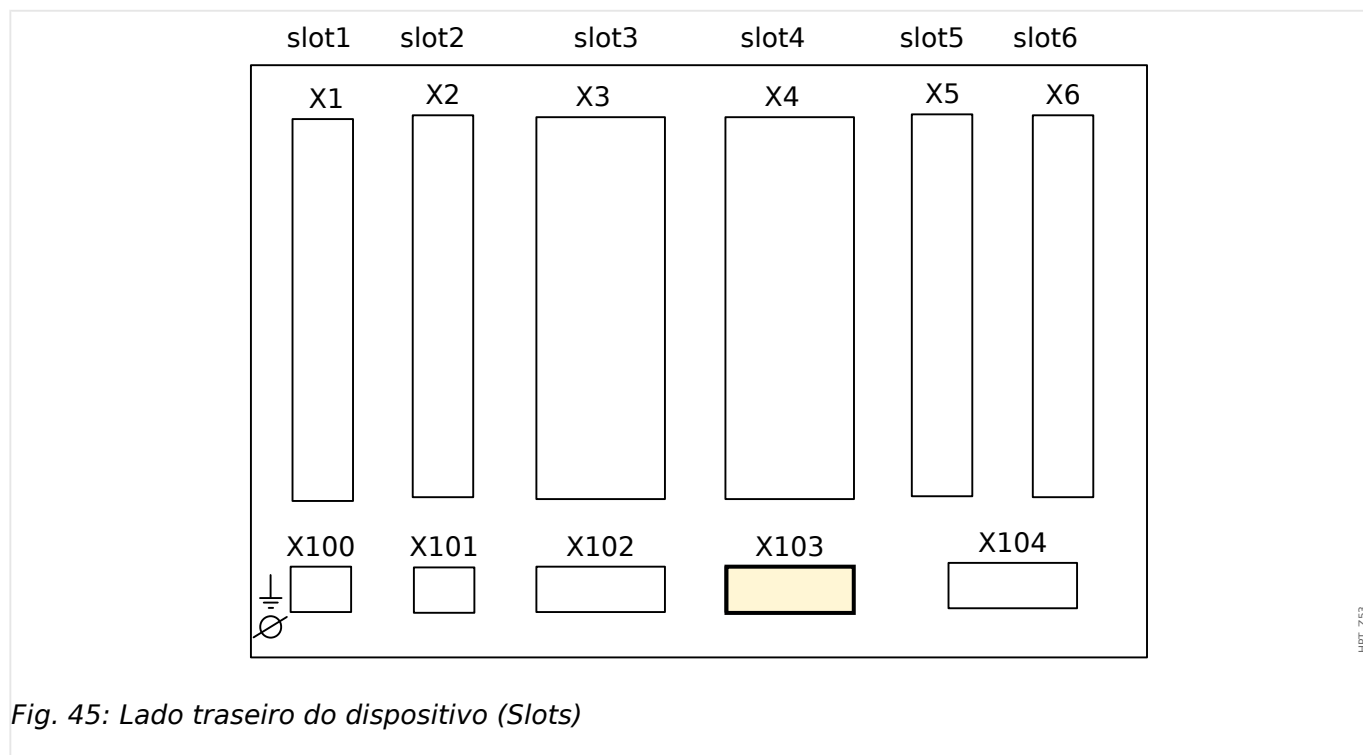 slot1 slot2 slot3 slot4 slot5 slot6
X1 X2 X3 X4 X5 X6
X100 X101 X102 X103 X104
Fig. 45: Lado traseiro do dispositivo (Slots)